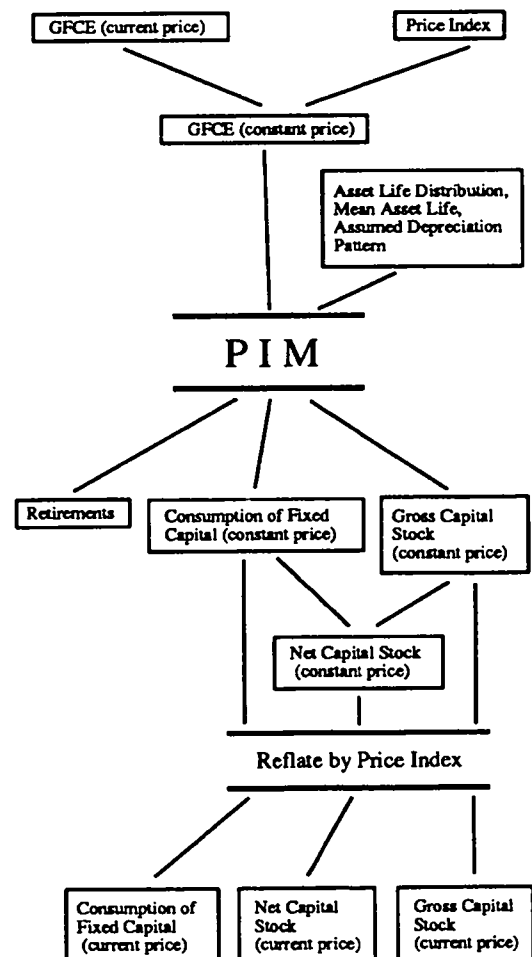 GFCE (current price)
Price Index
GFCE (constant price)
Asset Life Distribution,
Mean Asset Life,
Assumed Depreciation
Pattern
P I M
Retirements
Consumption of Fixed
Capital (constant price)
Gross Capital
Stock
(constant price)
Net Capital Stock
(constant price)
Reflate by Price Index
Consumption of
Fixed Capital
(current price)
Net Capital
Stock
(current price)
Gross Capital
Stock
(current price)